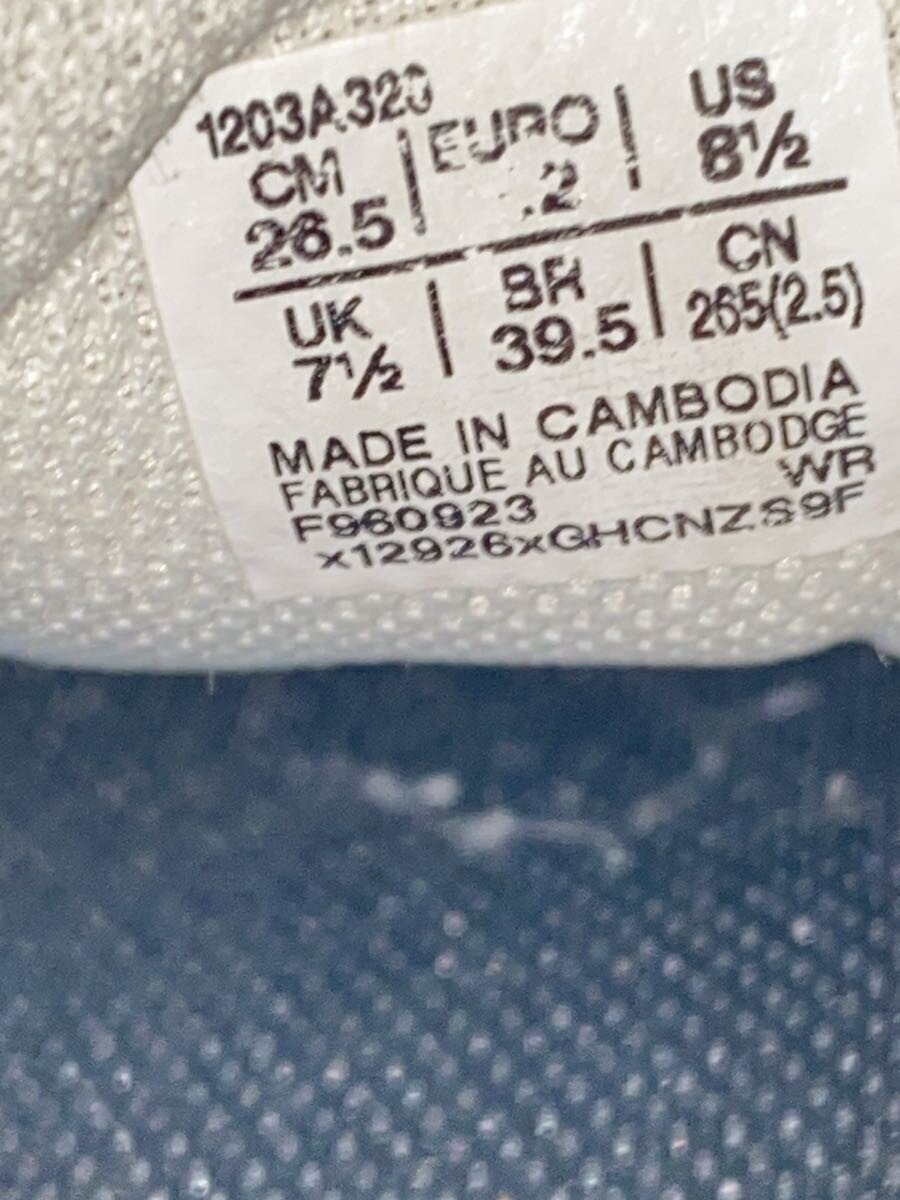 1203A320
CM | EURO | US
26.5 | .2 | 8½
UK | BR | CN
7½ | 39.5 | 265(2.5)
MADE IN CAMBODIA
FABRIQUE AU CAMBODGE
F960923 WR
x12926xGHCNZS9F